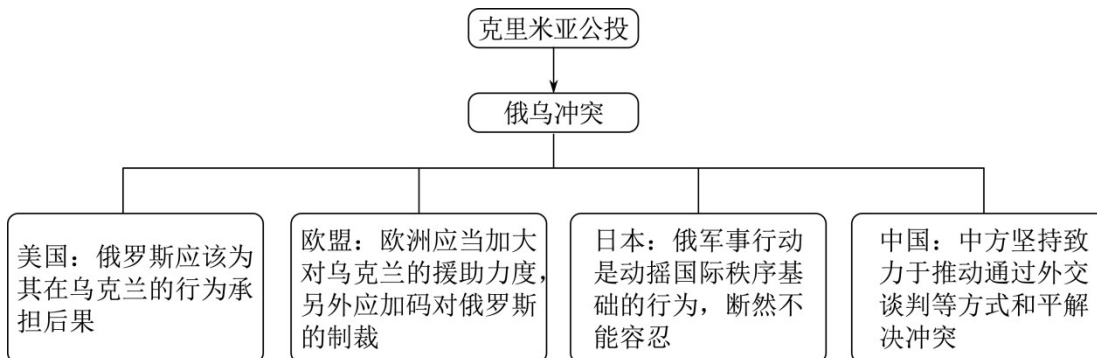 克里米亚公投
俄乌冲突
美国：俄罗斯应该为
其在乌克兰的行为承
担后果
欧盟：欧洲应当加大
对乌克兰的援助力度，
另外应加码对俄罗斯
的制裁
日本：俄军事行动
是动摇国际秩序基
础的行为，断然不
能容忍
中国：中方坚持致
力于推动通过外交
谈判等方式和平解
决冲突